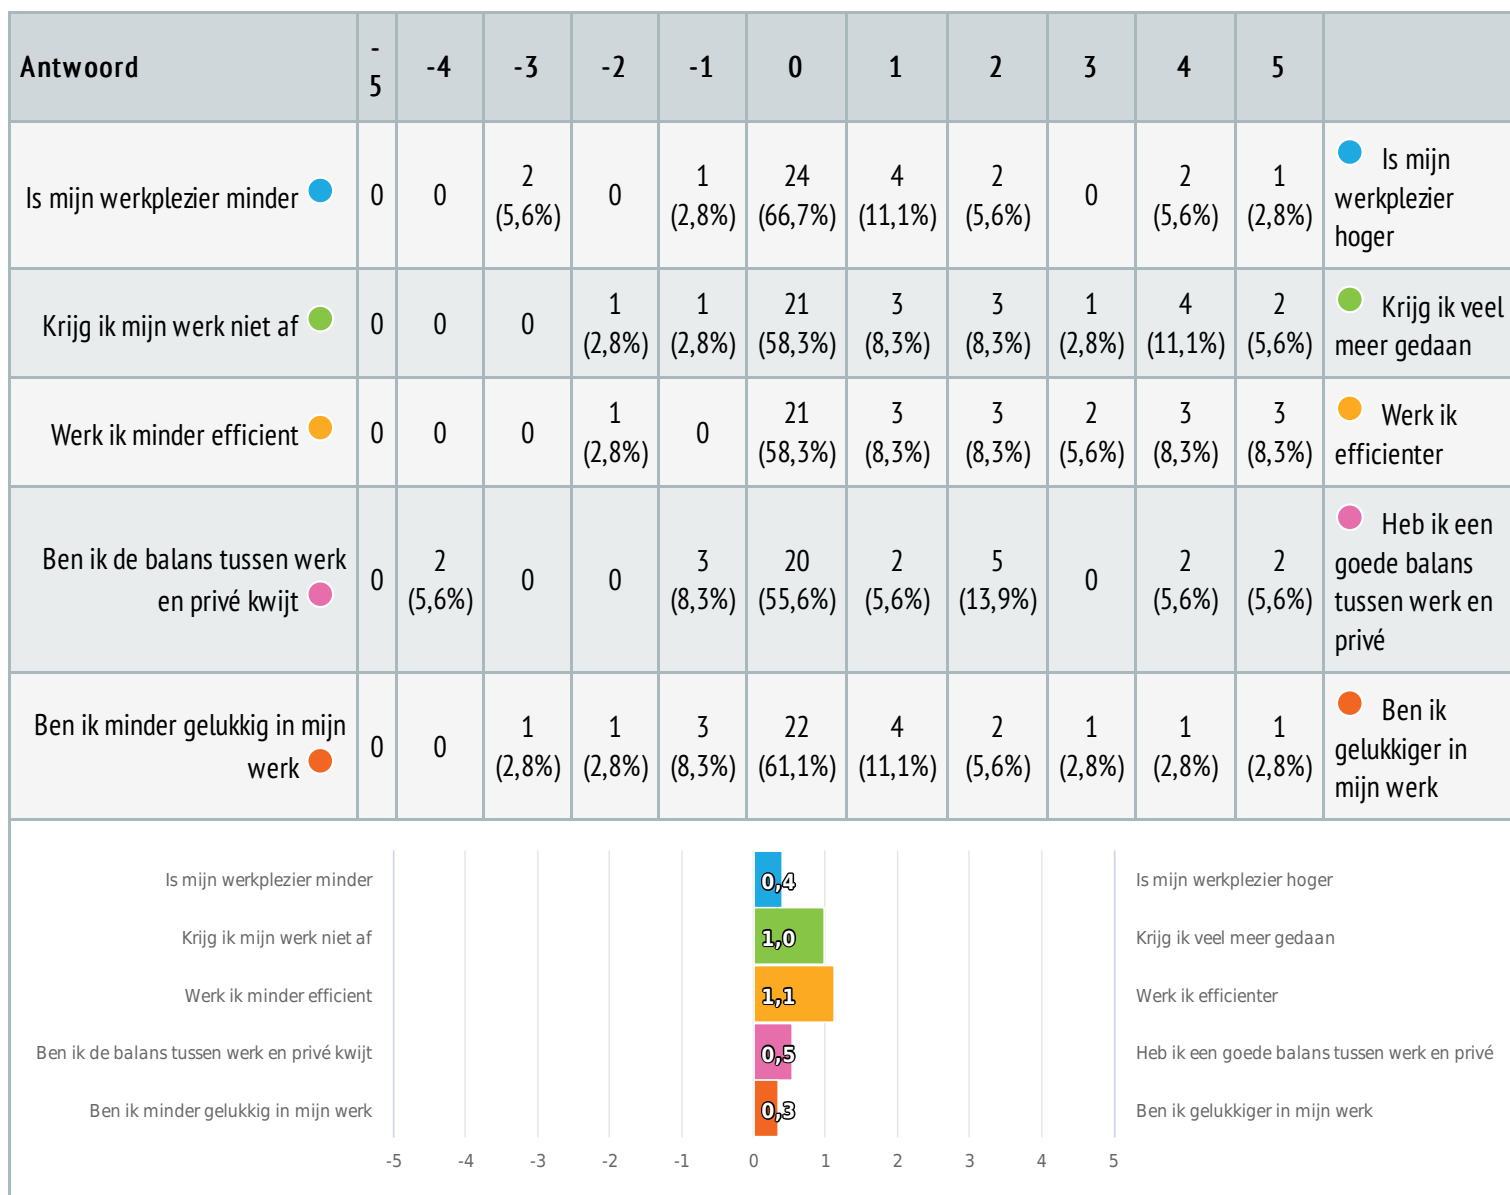 Antwoord -5 -4 -3 -2 -1 0 1 2 3 4 5
Is mijn werkplezier minder 0 0 2 (5,6%) 0 1 (2,8%) 24 (66,7%) 4 (11,1%) 2 (5,6%) 0 2 (5,6%) 1 (2,8%) Is mijn werkplezier hoger
Krijg ik mijn werk niet af 0 0 0 1 (2,8%) 1 (2,8%) 21 (58,3%) 3 (8,3%) 3 (8,3%) 1 (2,8%) 4 (11,1%) 2 (5,6%) Krijg ik veel meer gedaan
Werk ik minder efficient 0 0 0 1 (2,8%) 0 21 (58,3%) 3 (8,3%) 3 (8,3%) 2 (5,6%) 3 (8,3%) 3 (8,3%) Werk ik efficienter
Ben ik de balans tussen werk en privé kwijt 0 2 (5,6%) 0 0 3 (8,3%) 20 (55,6%) 2 (5,6%) 5 (13,9%) 0 2 (5,6%) 2 (5,6%) Heb ik een goede balans tussen werk en privé
Ben ik minder gelukkig in mijn werk 0 0 1 (2,8%) 1 (2,8%) 3 (8,3%) 22 (61,1%) 4 (11,1%) 2 (5,6%) 1 (2,8%) 1 (2,8%) 1 (2,8%) Ben ik gelukkiger in mijn werk
Is mijn werkplezier minder 0,4 Is mijn werkplezier hoger
Krijg ik mijn werk niet af 1,0 Krijg ik veel meer gedaan
Werk ik minder efficient 1,1 Werk ik efficienter
Ben ik de balans tussen werk en privé kwijt 0,5 Heb ik een goede balans tussen werk en privé
Ben ik minder gelukkig in mijn werk 0,3 Ben ik gelukkiger in mijn werk
-5 -4 -3 -2 -1 0 1 2 3 4 5